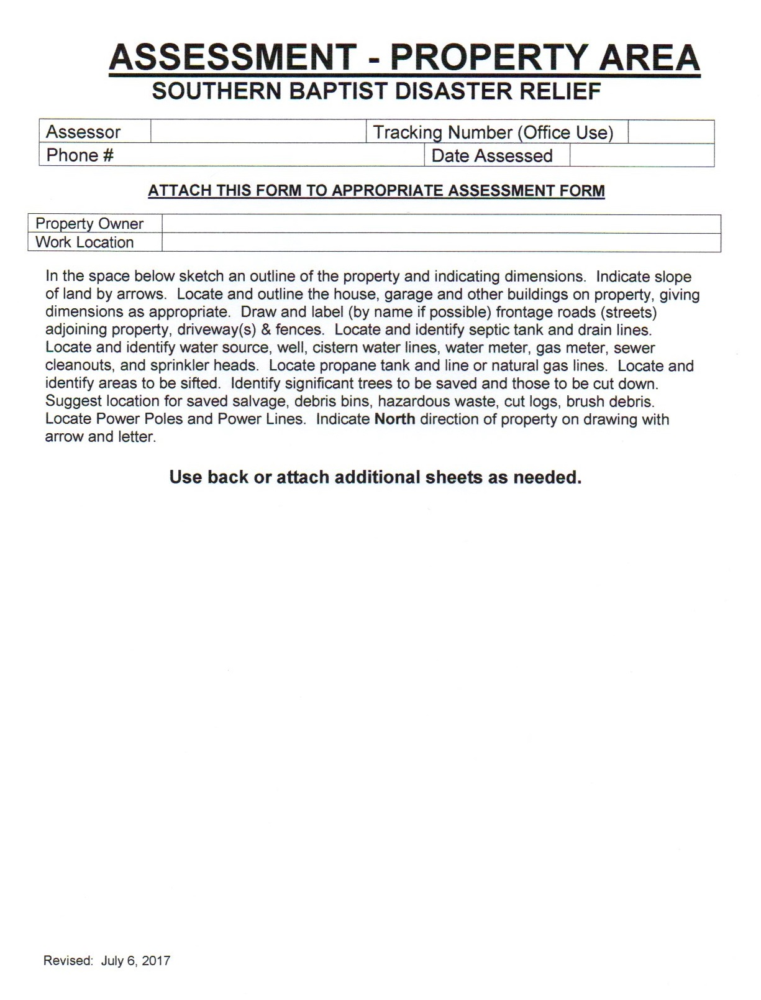 ASSESSMENT - PROPERTY AREA
SOUTHERN BAPTIST DISASTER RELIEF
Assessor Tracking Number (Office Use)
Phone # Date Assessed
ATTACH THIS FORM TO APPROPRIATE ASSESSMENT FORM
Property Owner
Work Location
In the space below sketch an outline of the property and indicating dimensions. Indicate slope
of land by arrows. Locate and outline the house, garage and other buildings on property, giving
dimensions as appropriate. Draw and label (by name if possible) frontage roads (streets)
adjoining property, driveway(s) & fences. Locate and identify septic tank and drain lines.
Locate and identify water source, well, cistern water lines, water meter, gas meter, sewer
cleanouts, and sprinkler heads. Locate propane tank and line or natural gas lines. Locate and
identify areas to be sifted. Identify significant trees to be saved and those to be cut down.
Suggest location for saved salvage, debris bins, hazardous waste, cut logs, brush debris.
Locate Power Poles and Power Lines. Indicate North direction of property on drawing with
arrow and letter.
Use back or attach additional sheets as needed.
Revised: July 6, 2017